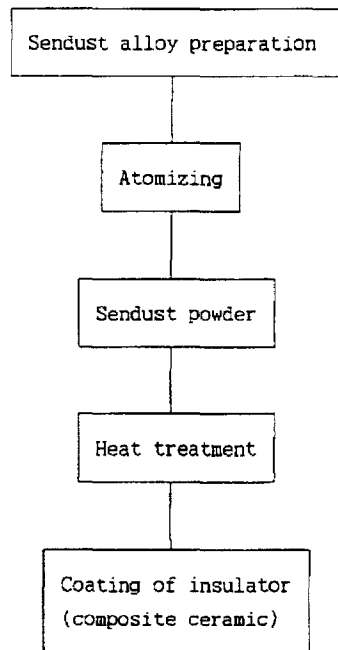 Sendust alloy preparation
Atomizing
Sendust powder
Heat treatment
Coating of insulator
(composite ceramic)